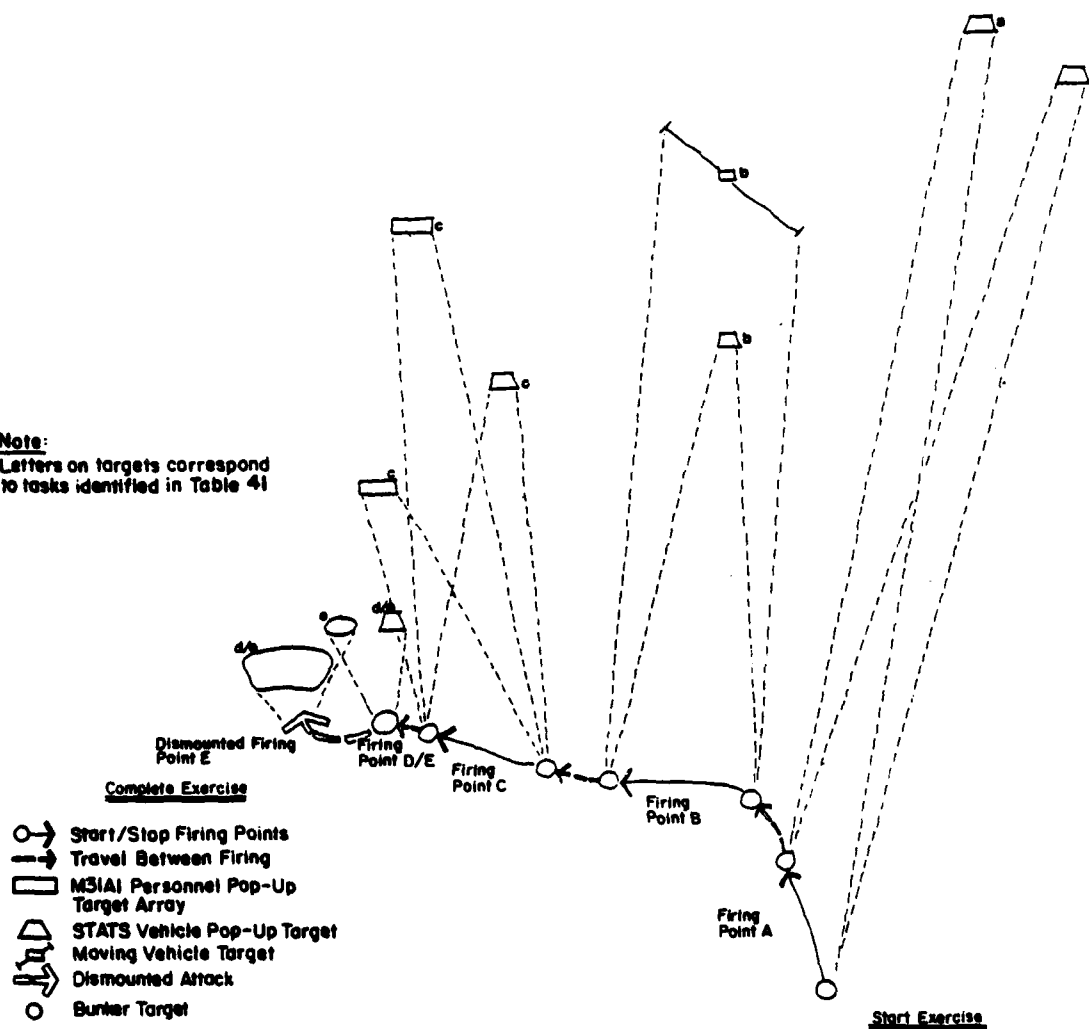 a
b
c
b
c
Note:
Letters on targets correspond
to tasks identified in Table 41
c
Dismounted Firing
Point E
Firing
Point D/E
Firing
Point C
Firing
Point B
Firing
Point A
Complete Exercise
Start/Stop Firing Points
Travel Between Firing
M31A1 Personnel Pop-Up
Target Array
STATS Vehicle Pop-Up Target
Moving Vehicle Target
Dismounted Attack
Bunker Target
Start Exercise